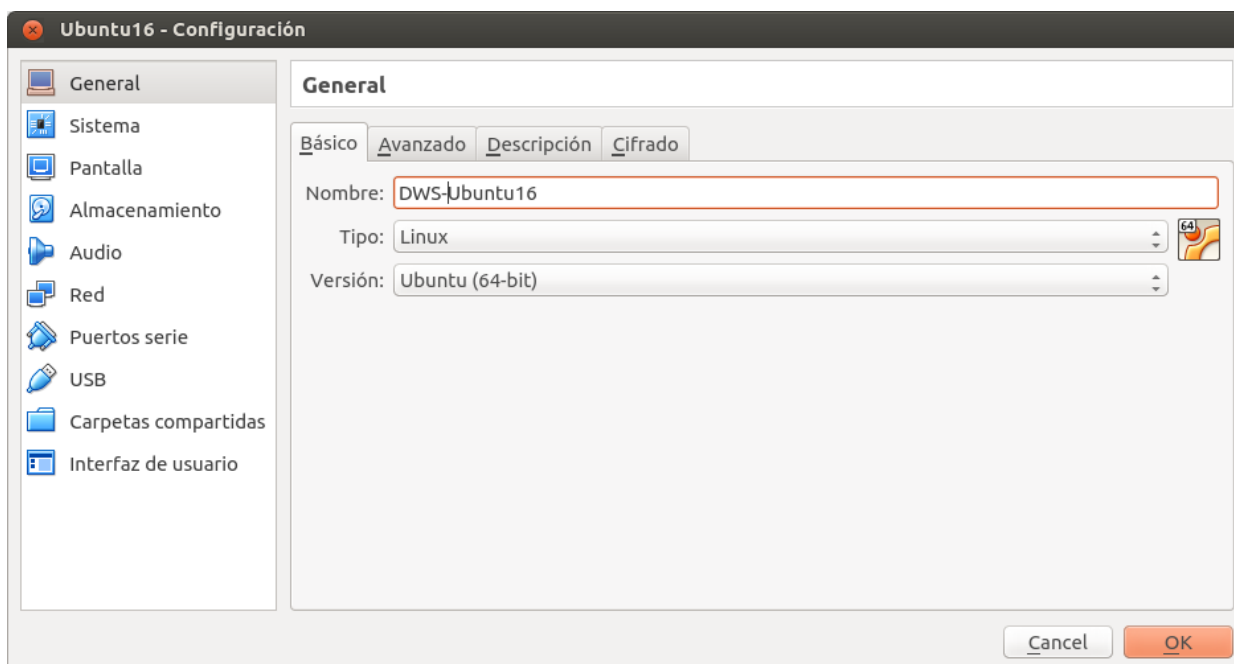 Ubuntu16 - Configuración
General
Sistema
Pantalla
Almacenamiento
Audio
Red
Puertos serie
USB
Carpetas compartidas
Interfaz de usuario
General
Básico Avanzado Descripción Cifrado
Nombre: DWS-Ubuntu16
Tipo: Linux
64
Versión: Ubuntu (64-bit)
Cancel OK